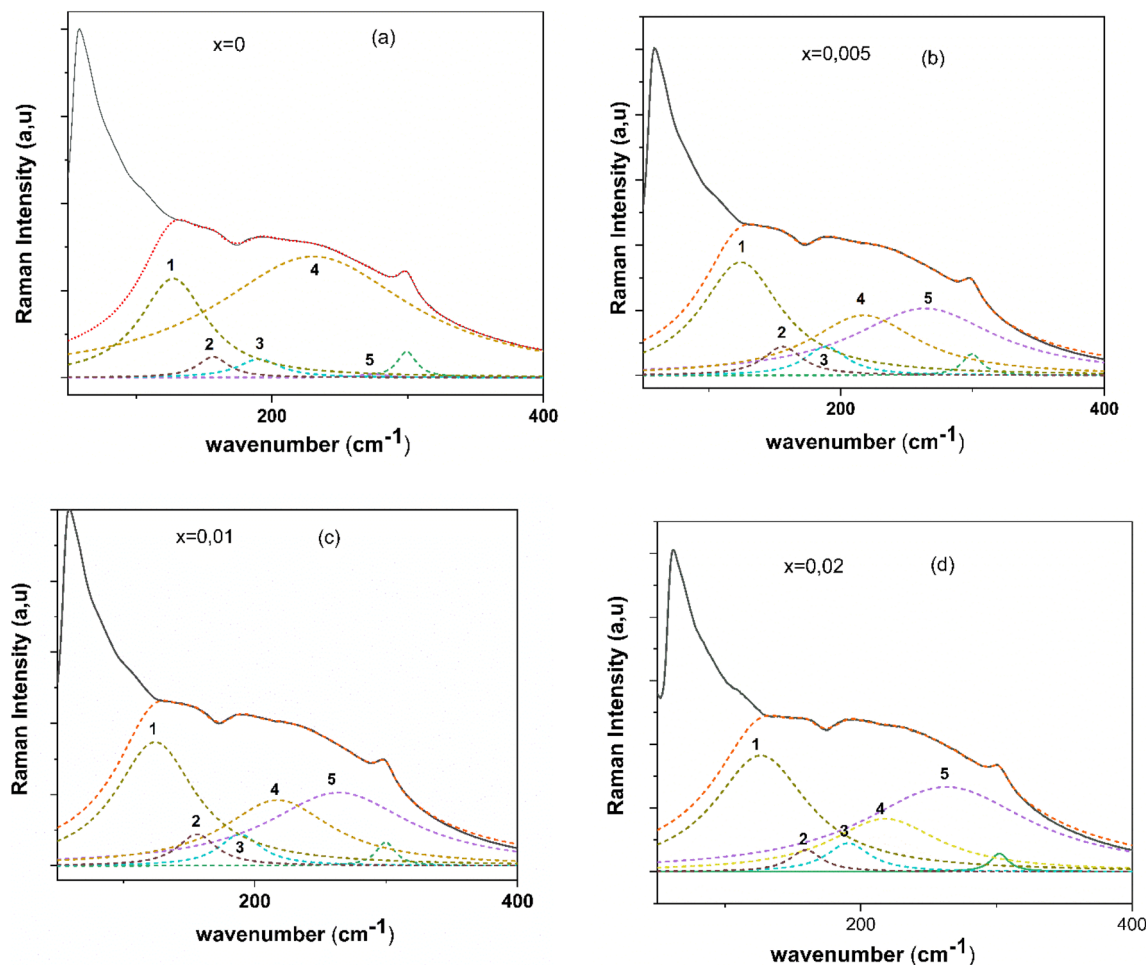 x=0
(a)
Raman Intensity (a,u)
1
2
3
4
5
200
400
wavenumber (cm⁻¹)
x=0,005
(b)
Raman Intensity (a,u)
1
2
3
4
5
200
400
wavenumber (cm⁻¹)
x=0,01
(c)
Raman Intensity (a,u)
1
2
3
4
5
200
400
wavenumber (cm⁻¹)
x=0,02
(d)
Raman Intensity (a,u)
1
2
3
4
5
200
400
wavenumber (cm⁻¹)